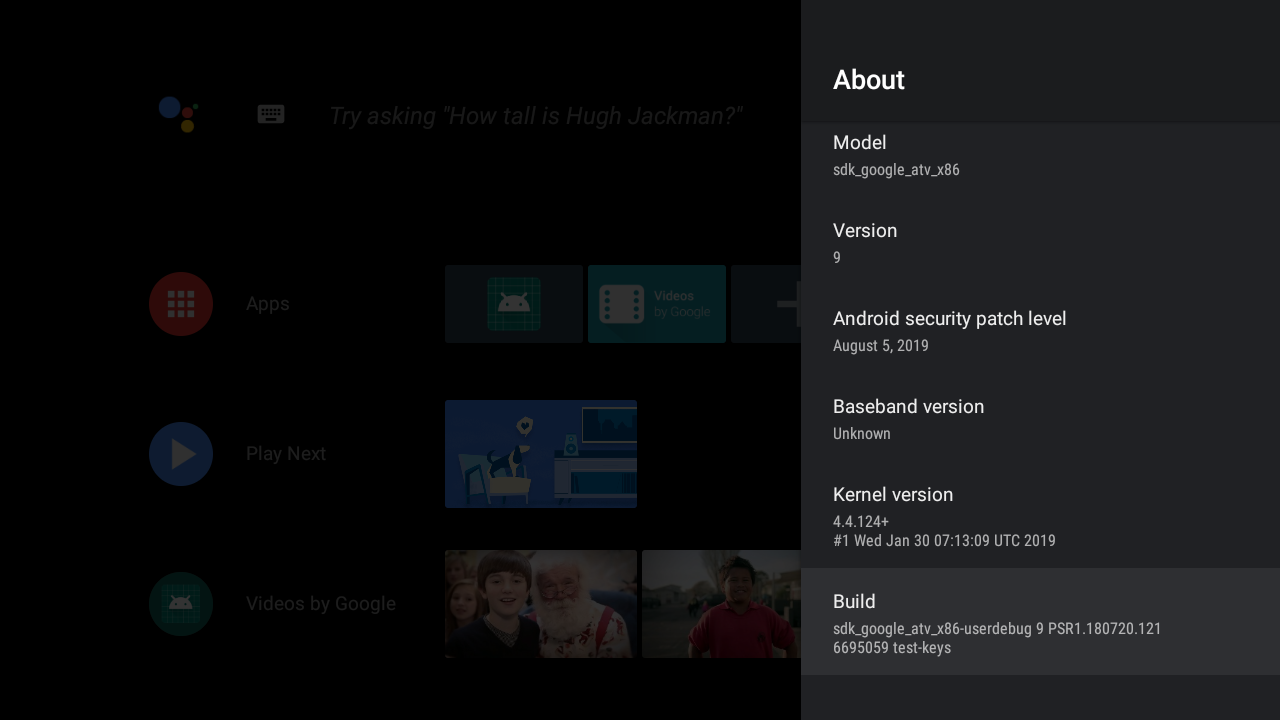 Try asking "How tall is Hugh Jackman?"
Apps
Videos
by Google
Play Next
Videos by Google
About
Model
sdk_google_atv_x86
Version
9
Android security patch level
August 5, 2019
Baseband version
Unknown
Kernel version
4.4.124+
#1 Wed Jan 30 07:13:09 UTC 2019
Build
sdk_google_atv_x86-userdebug 9 PSR1.180720.121
6695059 test-keys